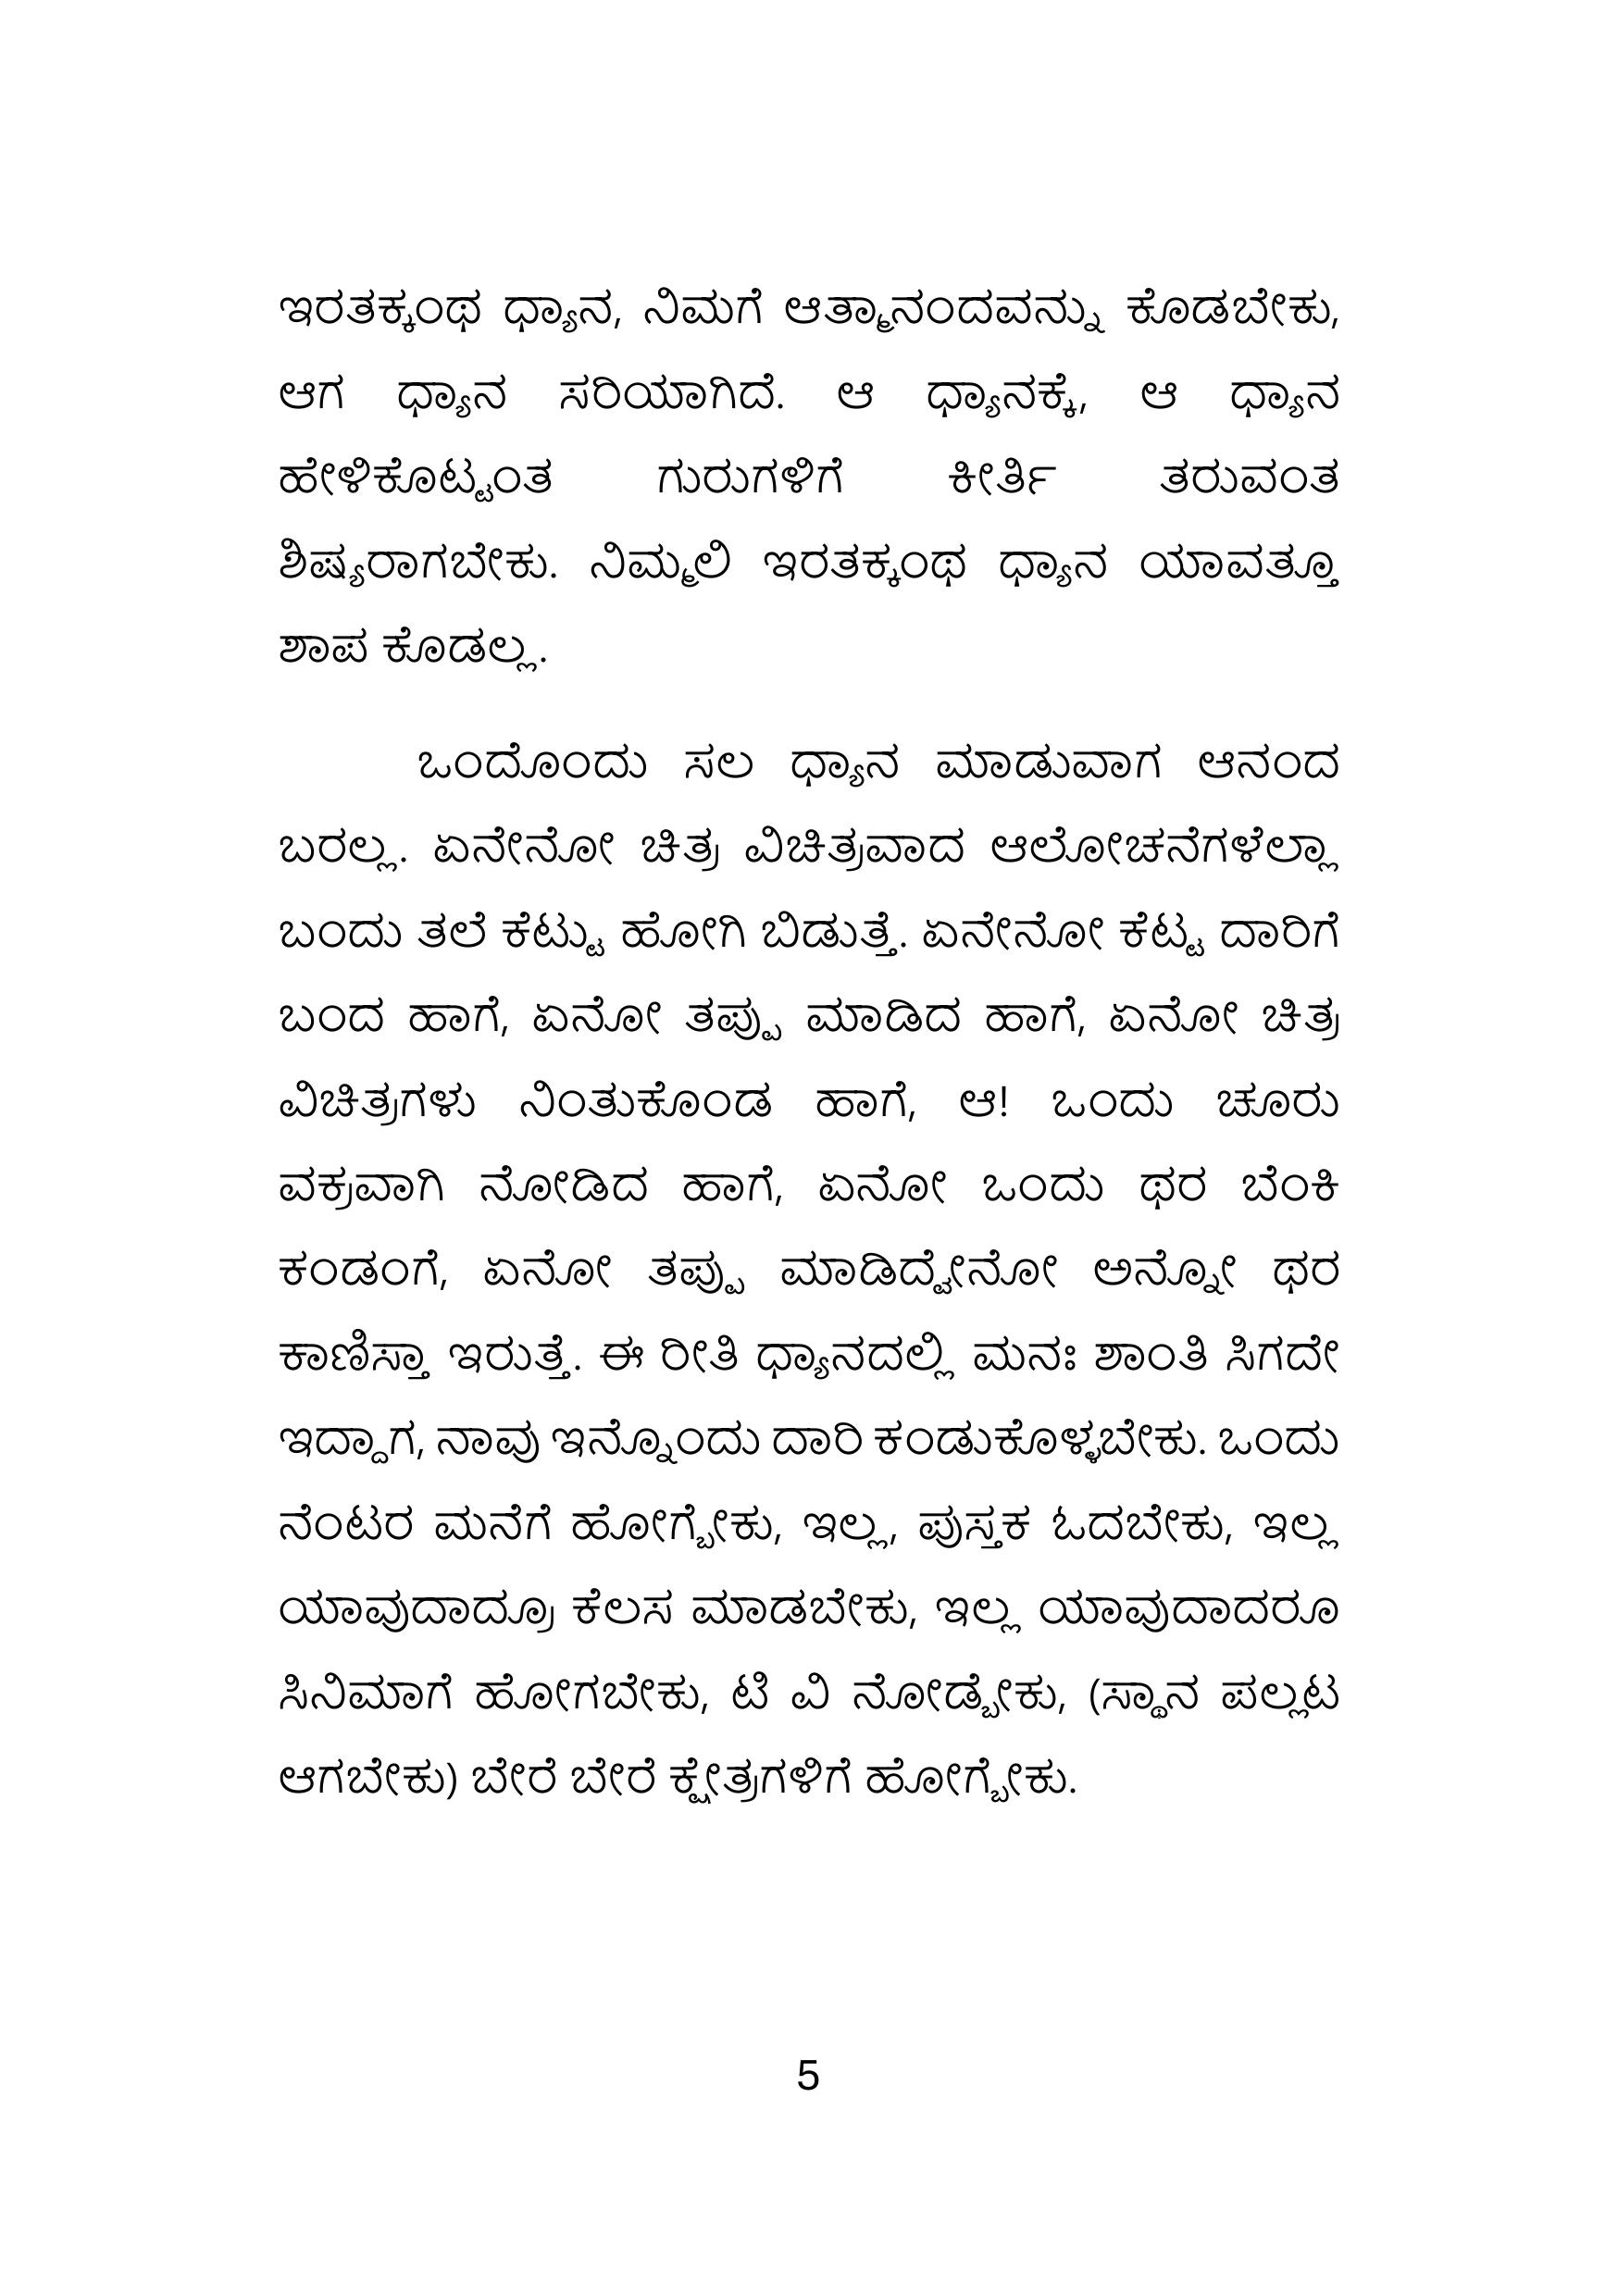 ಇರತಕ್ಕಂಥ ಧ್ಯಾನ, ನಿಮಗೆ ಆತ್ಮಾನಂದವನ್ನು ಕೊಡಬೇಕು,
ಆಗ ಧ್ಯಾನ ಸರಿಯಾಗಿದೆ. ಆ ಧ್ಯಾನಕ್ಕೆ, ಆ ಧ್ಯಾನ
ಹೇಳಿಕೊಟ್ಟಂತ ಗುರುಗಳಿಗೆ ಕೀರ್ತಿ ತರುವಂತ
ಶಿಷ್ಯರಾಗಬೇಕು. ನಿಮ್ಮಲಿ ಇರತಕ್ಕಂಥ ಧ್ಯಾನ ಯಾವತ್ತೂ
ಶಾಪ ಕೊಡಲ್ಲ.
ಒಂದೊಂದು ಸಲ ಧ್ಯಾನ ಮಾಡುವಾಗ ಆನಂದ
ಬರಲ್ಲ. ಏನೇನೋ ಚಿತ್ರ ವಿಚಿತ್ರವಾದ ಆಲೋಚನೆಗಳೆಲ್ಲಾ
ಬಂದು ತಲೆ ಕೆಟ್ಟು ಹೋಗಿ ಬಿಡುತ್ತೆ. ಏನೇನೋ ಕೆಟ್ಟ ದಾರಿಗೆ
ಬಂದ ಹಾಗೆ, ಏನೋ ತಪ್ಪು ಮಾಡಿದ ಹಾಗೆ, ಏನೋ ಚಿತ್ರ
ವಿಚಿತ್ರಗಳು ನಿಂತುಕೊಂಡ ಹಾಗೆ, ಆ! ಒಂದು ಚೂರು
ವಕ್ರವಾಗಿ ನೋಡಿದ ಹಾಗೆ, ಏನೋ ಒಂದು ಥರ ಬೆಂಕಿ
ಕಂಡಂಗೆ, ಏನೋ ತಪ್ಪು ಮಾಡಿದ್ವೇನೋ ಅನ್ನೋ ಥರ
ಕಾಣಿಸ್ತಾ ಇರುತ್ತೆ. ಈ ರೀತಿ ಧ್ಯಾನದಲ್ಲಿ ಮನಃ ಶಾಂತಿ ಸಿಗದೇ
ಇದ್ದಾಗ, ನಾವು ಇನ್ನೊಂದು ದಾರಿ ಕಂಡುಕೊಳ್ಳಬೇಕು. ಒಂದು
ನೆಂಟರ ಮನೆಗೆ ಹೋಗ್ಬೇಕು, ಇಲ್ಲ, ಪುಸ್ತಕ ಓದಬೇಕು, ಇಲ್ಲ
ಯಾವುದಾದ್ರೂ ಕೆಲಸ ಮಾಡಬೇಕು, ಇಲ್ಲ ಯಾವುದಾದರೂ
ಸಿನಿಮಾಗೆ ಹೋಗಬೇಕು, ಟಿ ವಿ ನೋಡ್ಬೇಕು, (ಸ್ಥಾನ ಪಲ್ಲಟ
ಆಗಬೇಕು) ಬೇರೆ ಬೇರೆ ಕ್ಷೇತ್ರಗಳಿಗೆ ಹೋಗ್ಬೇಕು.
5